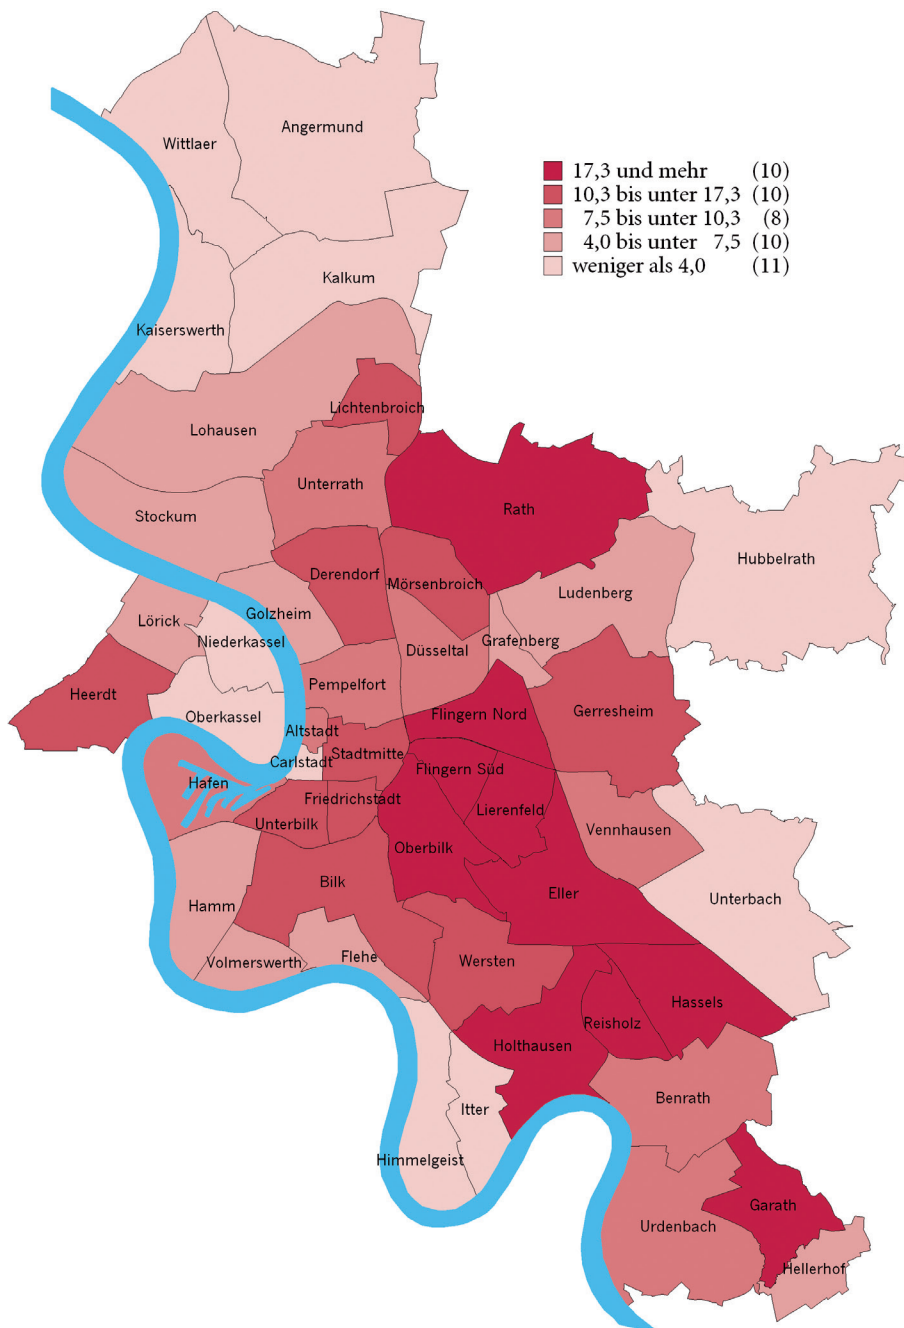 Angermund
Wittlaer
17,3 und mehr (10)
10,3 bis unter 17,3 (10)
7,5 bis unter 10,3 (8)
4,0 bis unter 7,5 (10)
weniger als 4,0 (11)
Kalkum
Kaiserswerth
Lichtenbroich
Lohausen
Unterrath
Rath
Stockum
Hubbelrath
Derendorf
Mörsenbroich
Ludenberg
Golzheim
Lörick
Niederkassel
Grafenberg
Düsseltal
Heerdt
Pempelfort
Oberkassel
Flingern Nord
Gerresheim
Altstadt
Stadtmitte
Carlstadt
Flingern Süd
Hafen
Friedrichstadt
Lierenfeld
Unterbilk
Vennhausen
Oberbilk
Bilk
Eller
Unterbach
Hamm
Flehe
Volmerswerth
Wersten
Hassels
Reisholz
Holthausen
Benrath
Itter
Himmelgeist
Garath
Urdenbach
Hellerhof